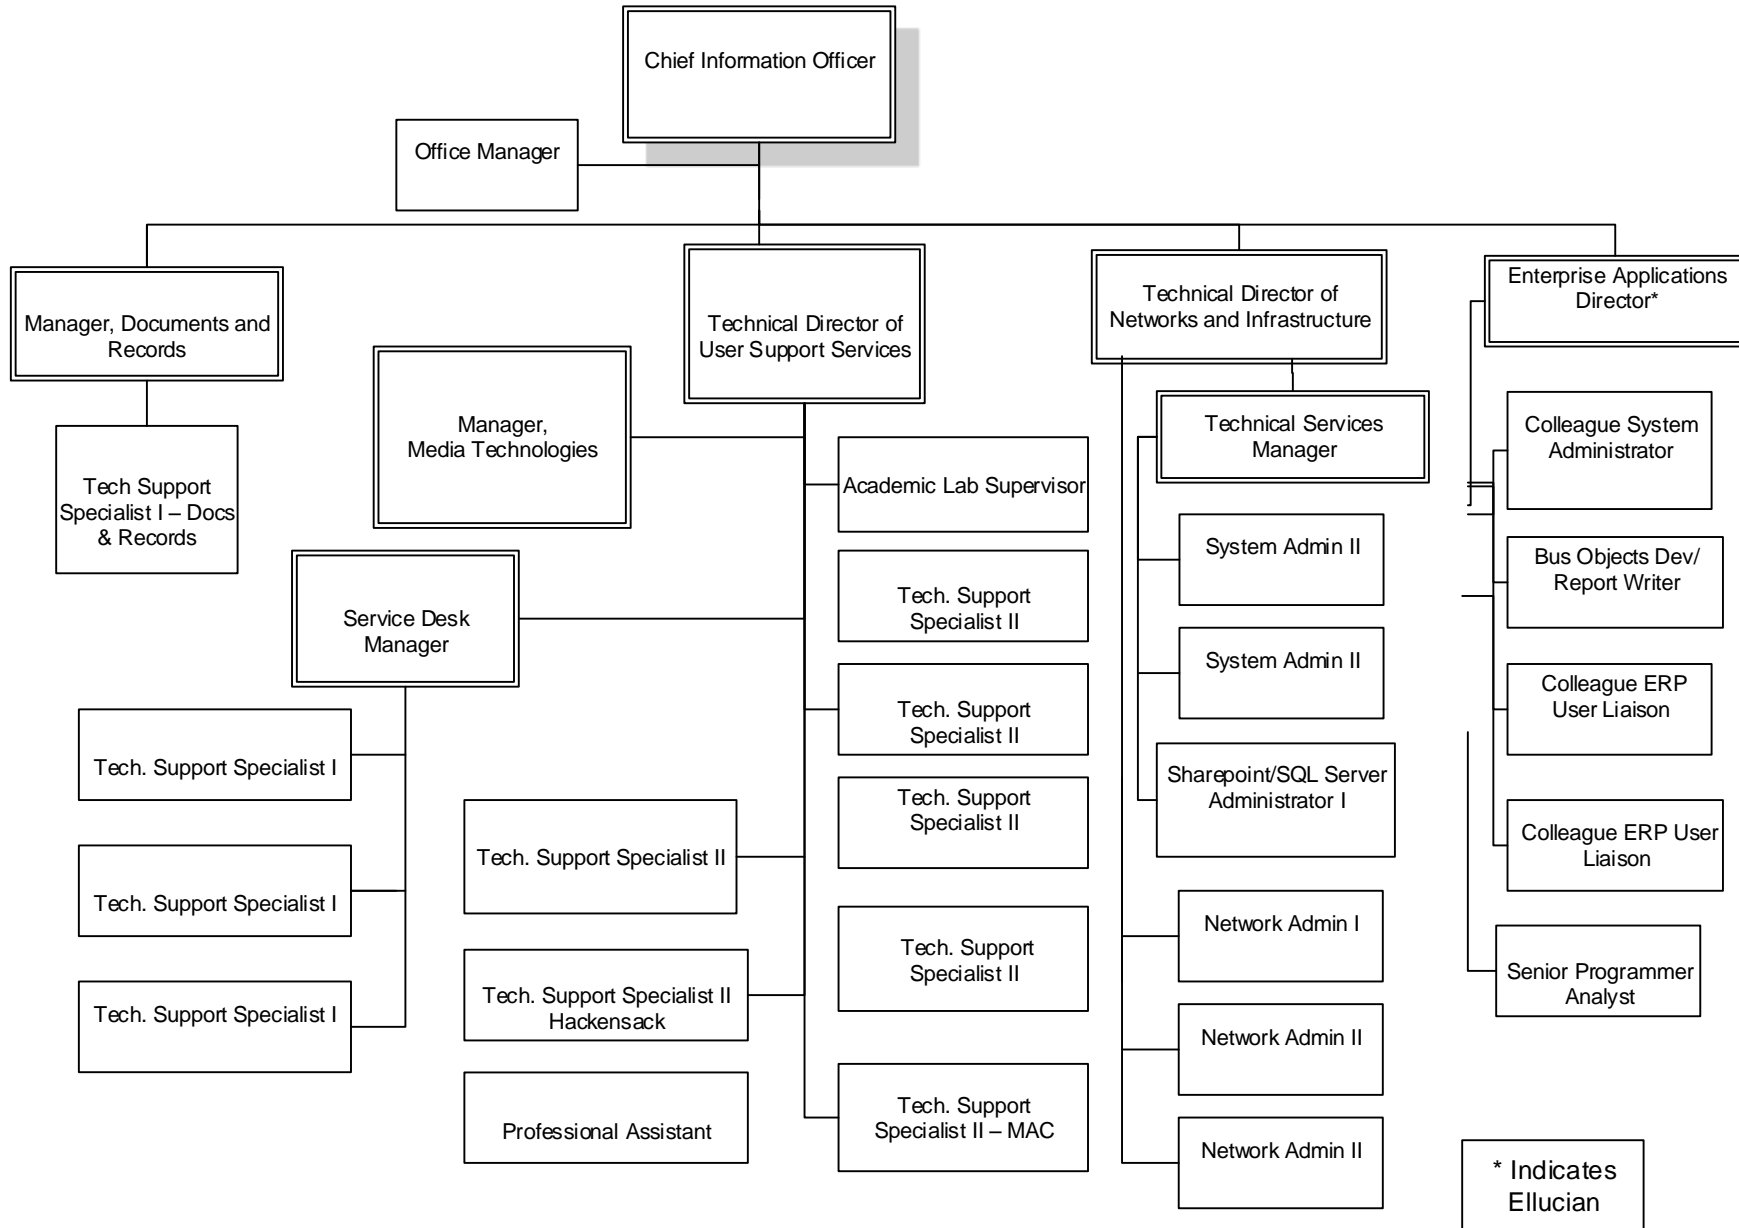 Chief Information Officer
Office Manager
Manager, Documents and
Records
Tech Support
Specialist I – Docs
& Records
Technical Director of
User Support Services
Manager,
Media Technologies
Service Desk
Manager
Tech. Support Specialist I
Tech. Support Specialist I
Tech. Support Specialist I
Tech. Support Specialist II
Tech. Support Specialist II
Hackensack
Professional Assistant
Academic Lab Supervisor
Tech. Support
Specialist II
Tech. Support
Specialist II
Tech. Support
Specialist II
Tech. Support
Specialist II
Tech. Support
Specialist II – MAC
Technical Director of
Networks and Infrastructure
Technical Services
Manager
System Admin II
System Admin II
Sharepoint/SQL Server
Administrator I
Network Admin I
Network Admin II
Network Admin II
Enterprise Applications
Director*
Colleague System
Administrator
Bus Objects Dev/
Report Writer
Colleague ERP
User Liaison
Colleague ERP User
Liaison
Senior Programmer
Analyst
* Indicates
Ellucian